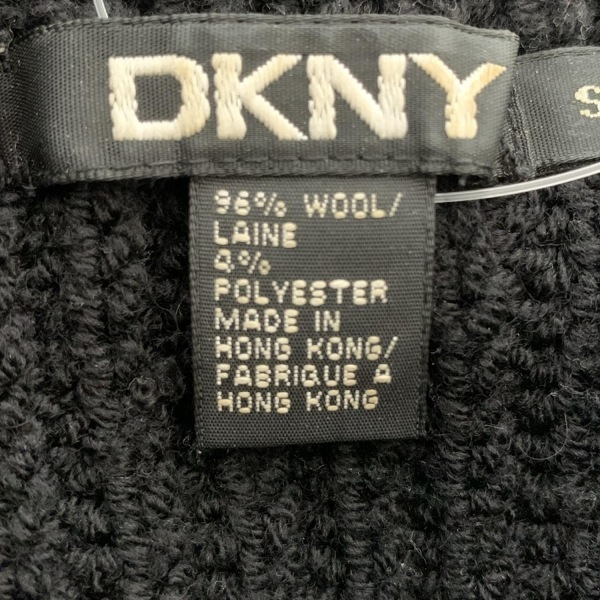 DKNY
S
96% WOOL/
LAINE
4%
POLYESTER
MADE IN
HONG KONG/
FABRIQUE A
HONG KONG